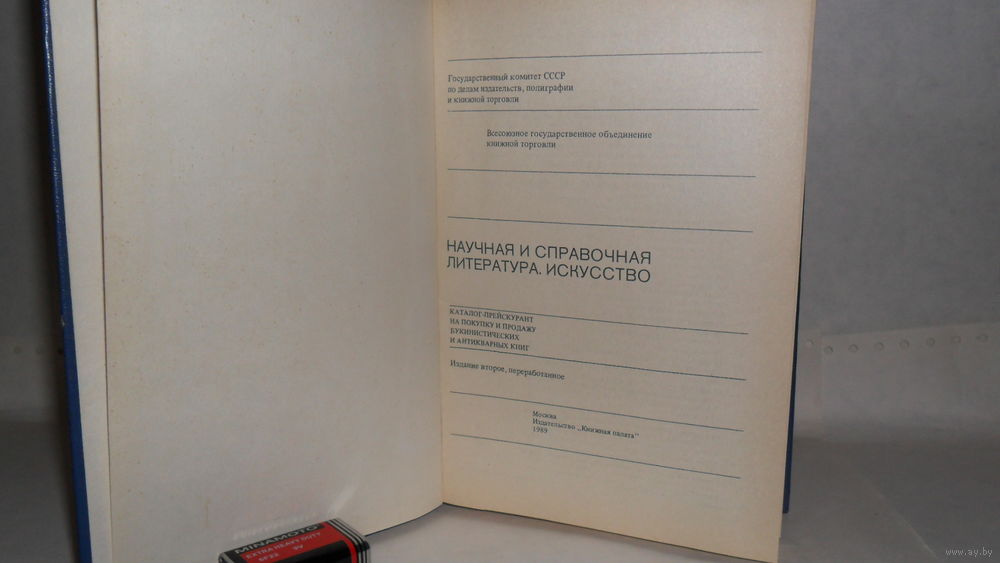 Государственный комитет СССР
по делам издательств, полиграфии
и книжной торговли
Всесоюзное государственное объединение
книжной торговли
НАУЧНАЯ И СПРАВОЧНАЯ
ЛИТЕРАТУРА. ИСКУССТВО
КАТАЛОГ-ПРЕЙСКУРАНТ
НА ПОКУПКУ И ПРОДАЖУ
БУКИНИСТИЧЕСКИХ
И АНТИКВАРНЫХ КНИГ
Издание второе, переработанное
Москва
Издательство „Книжная палата"
1989
MINAMOTO
EXTRA HEAVY DUTY
6F22 9V
www.ay.by